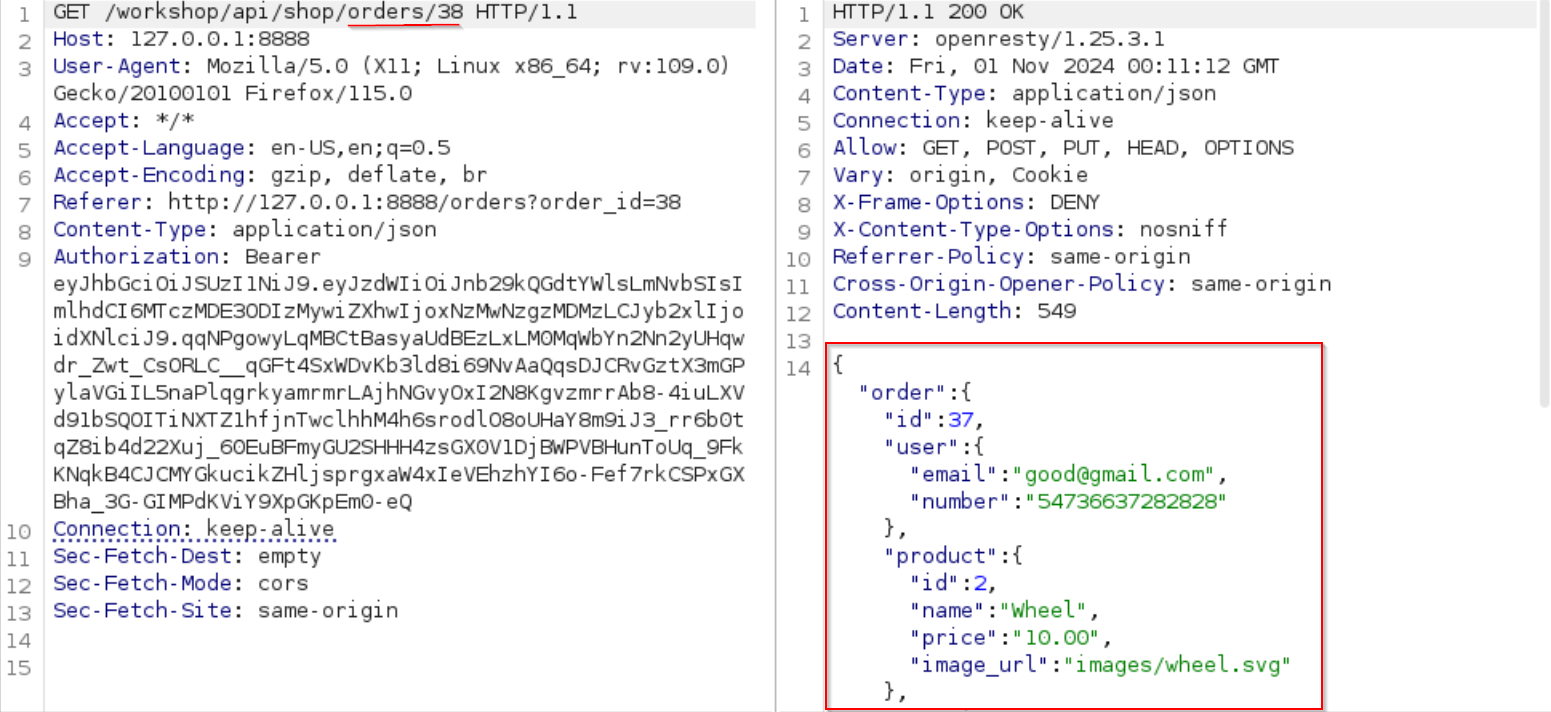 1 GET /workshop/api/shop/orders/38 HTTP/1.1
2 Host: 127.0.0.1:8888
3 User-Agent: Mozilla/5.0 (X11; Linux x86_64; rv:109.0)
Gecko/20100101 Firefox/115.0
4 Accept: */*
5 Accept-Language: en-US,en;q=0.5
6 Accept-Encoding: gzip, deflate, br
7 Referer: http://127.0.0.1:8888/orders?order_id=38
8 Content-Type: application/json
9 Authorization: Bearer
eyJhbGciOiJSUzI1NiJ9.eyJzdWIiOiJnb29kQGdtYWlsLmNvbSIsI
mlhdCI6MTczMDE3ODIzMywiZXhwIjoxNzMwNzgzMDMzLCJyb2xlIjo
idXNlciJ9.qqNPgowyLqMBCtBasyaUdBEzLxLM0MqWbYn2Nn2yUHqw
dr_Zwt_CsORLC__qGFt4SxWDvKb3ld8i69NvAaQqsDJCRvGztX3mGP
ylaVGiIL5naPlqgrkyamrmrLAjhNGvyOxI2N8KgvzmrrAb8-4iuLXV
d91bSQOITiNXTZ1hfjnTwclhhM4h6srodlO8oUHaY8m9iJ3_rr6b0t
qZ8ib4d22Xuj_60EuBFmyGU2SHHH4zsGX0V1DjBWPVBHunToUq_9Fk
KNqkB4CJCMYGkucikZHljsprgxaW4xIeVEhzhYI6o-Fef7rkCSPxGX
Bha_3G-GIMPdKViY9XpGKpEm0-eQ
10 Connection: keep-alive
11 Sec-Fetch-Dest: empty
12 Sec-Fetch-Mode: cors
13 Sec-Fetch-Site: same-origin
14
15
1 HTTP/1.1 200 OK
2 Server: openresty/1.25.3.1
3 Date: Fri, 01 Nov 2024 00:11:12 GMT
4 Content-Type: application/json
5 Connection: keep-alive
6 Allow: GET, POST, PUT, HEAD, OPTIONS
7 Vary: origin, Cookie
8 X-Frame-Options: DENY
9 X-Content-Type-Options: nosniff
10 Referrer-Policy: same-origin
11 Cross-Origin-Opener-Policy: same-origin
12 Content-Length: 549
13
14 {
"order":{
"id":37,
"user":{
"email":"good@gmail.com",
"number":"54736637282828"
},
"product":{
"id":2,
"name":"Wheel",
"price":"10.00",
"image_url":"images/wheel.svg"
},